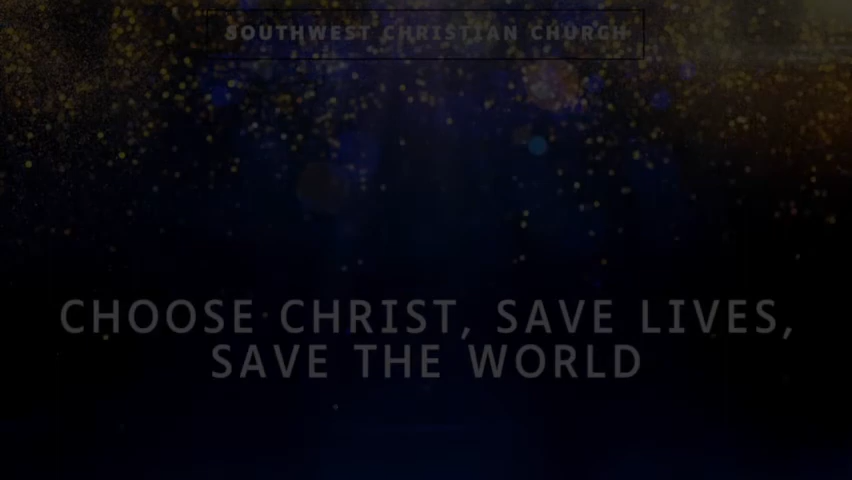 SOUTHWEST CHRISTIAN CHURCH
CHOOSE CHRIST, SAVE LIVES,
SAVE THE WORLD